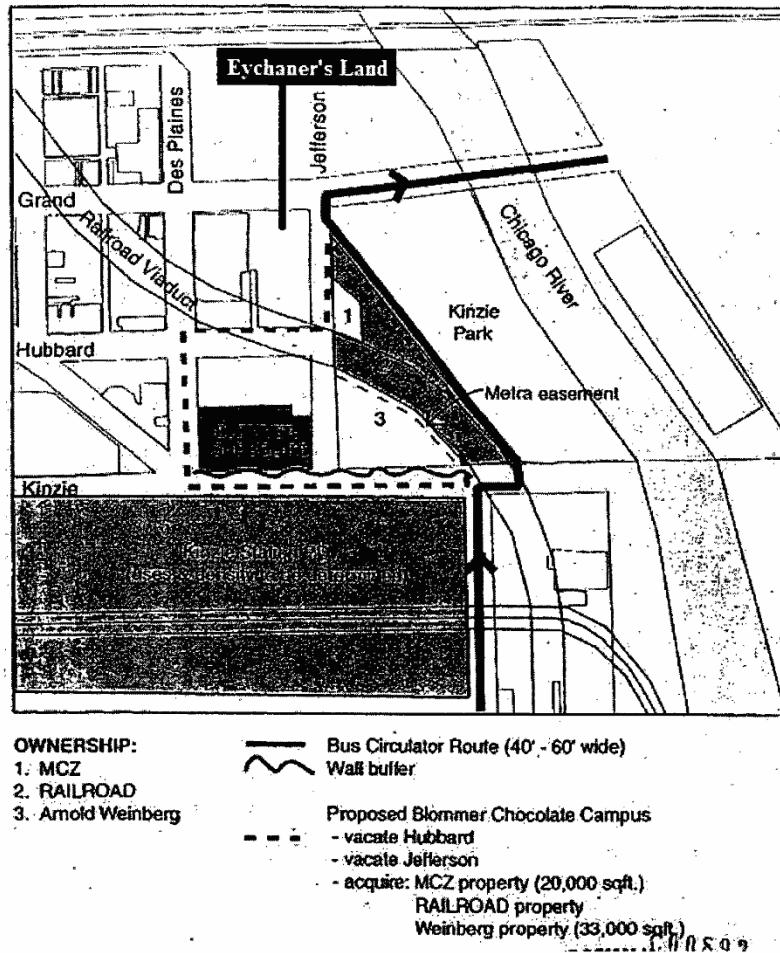 Eychaner's Land
Des Plaines
Jefferson
Grand
Railroad Viaduct
Chicago River
1
Kinzie
Park
Hubbard
Metra easement
3
Kinzie
OWNERSHIP:
1. MCZ
2. RAILROAD
3. Arnold Weinberg
Bus Circulator Route (40' - 60' wide)
Wall buffer
Proposed Blommer Chocolate Campus
- vacate Hubbard
- vacate Jefferson
- acquire: MCZ property (20,000 sqft.)
RAILROAD property
Weinberg property (33,000 sqft.)